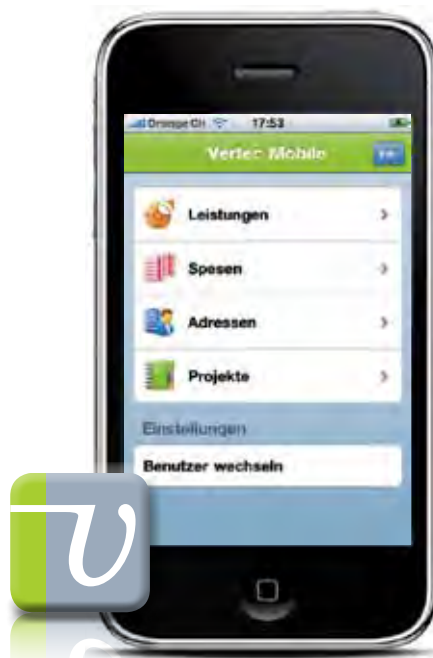 Orange CH 17:53
Vertec Mobile
Leistungen
Spesen
Adressen
Projekte
Einstellungen
Benutzer wechseln
v